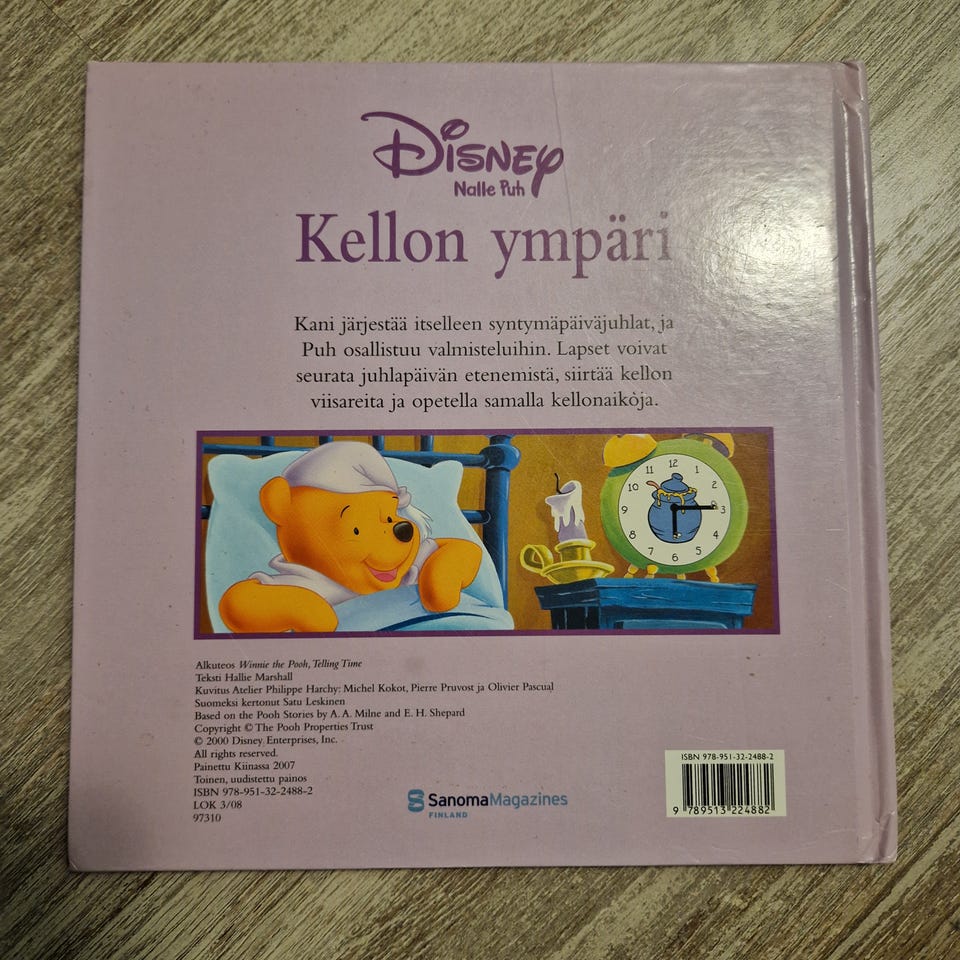 Disney
Nalle Puh
Kellon ympäri
Kani järjestää itselleen syntymäpäiväjuhlat, ja
Puh osallistuu valmisteluihin. Lapset voivat
seurata juhlapäivän etenemistä, siirtää kellon
viisareita ja opetella samalla kellonaikoja.
12
11 1
10 2
9 3
8 4
7 5
6
Alkuteos Winnie the Pooh, Telling Time
Teksti Hallie Marshall
Kuvitus Atelier Philippe Harchy: Michel Kokot, Pierre Pruvost ja Olivier Pascual
Suomeksi kertonut Satu Leskinen
Based on the Pooh Stories by A. A. Milne and E. H. Shepard
Copyright © The Pooh Properties Trust
© 2000 Disney Enterprises, Inc.
All rights reserved.
Painettu Kiinassa 2007
Toinen, uudistettu painos
ISBN 978-951-32-2488-2
LOK 3/08
97310
SanomaMagazines
FINLAND
ISBN 978-951-32-2488-2
9 789513 224882